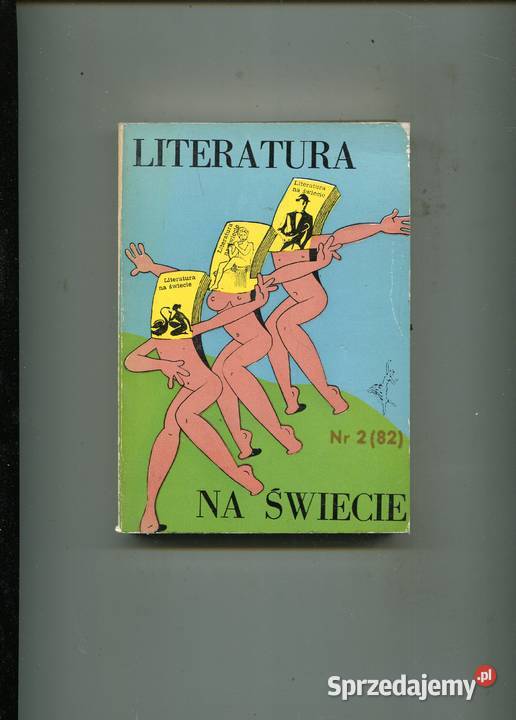 LITERATURA
Literatura
na świecie
Literatura
na świecie
Literatura
na świecie
Nr 2 (82)
NA ŚWIECIE
Sprzedajemy.pl